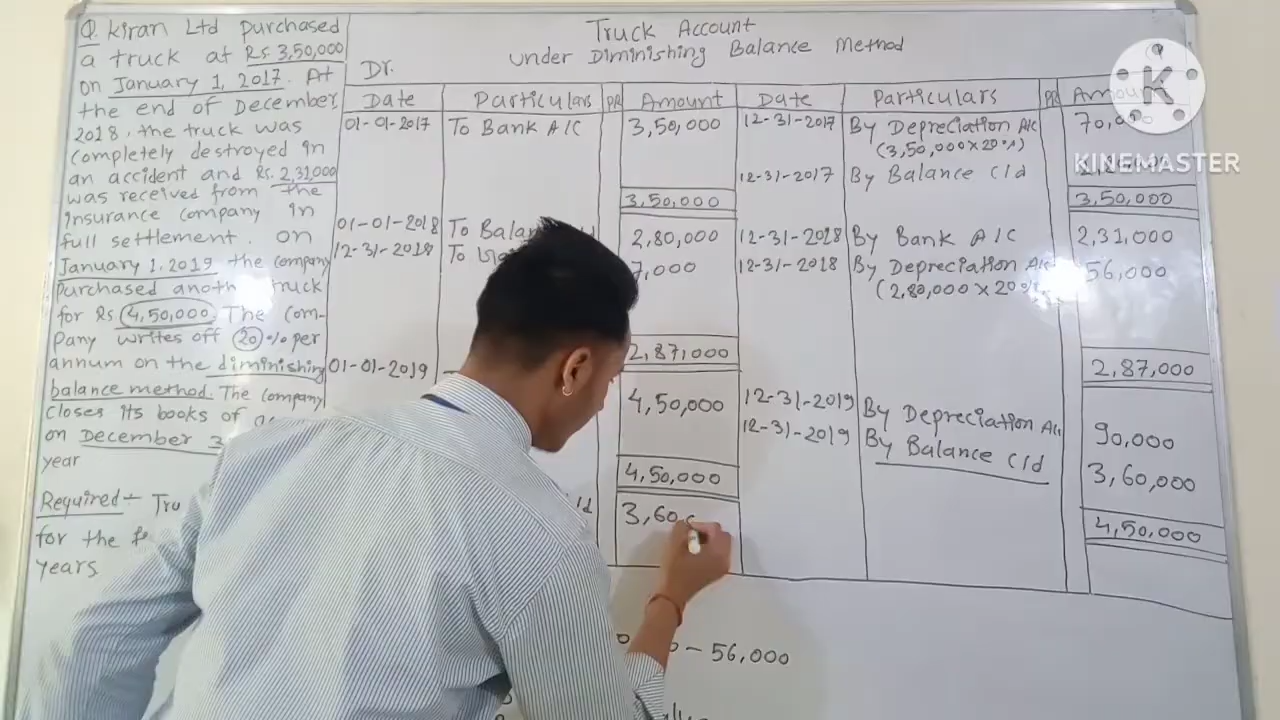 Q. Kiran Ltd purchased
a truck at Rs. 3,50,000
on January 1, 2017. At
the end of December
2018, the truck was
completely destroyed in
an accident and Rs. 2,31000
was received from the
insurance company in
full settlement. on
January 1. 2019 the company
Purchased another truck
for Rs 4,50,000. The Com-
pany writes off 20% per
annum on the diminishing
balance method. The company
closes its books of
on December
year
Required :-
for the
years.
Truck Account
under Diminishing Balance Method
Dr.
Date Particulars PR Amount Date Particulars PR Amount
01-01-2017 To Bank A/C 3,50,000 12-31-2017 By Depreciation A/c 70,000
(3,50,000 X 20%)
12-31-2017 By Balance C/d
3,50,000 3,50,000
01-01-2018 To 2,80,000 12-31-2018 By Bank A/C 2,31,000
12-31-2018 To 7,000 12-31-2018 By Depreciation A/c 56,000
(2,80,000 X 20%
2,87,000 2,87,000
01-01-2019 4,50,000 12-31-2019 By Depreciation A/c 90,000
12-31-2019 By Balance C/d 3,60,000
4,50,000 4,50,000
3,60
- 56,000
K
KINEMASTER